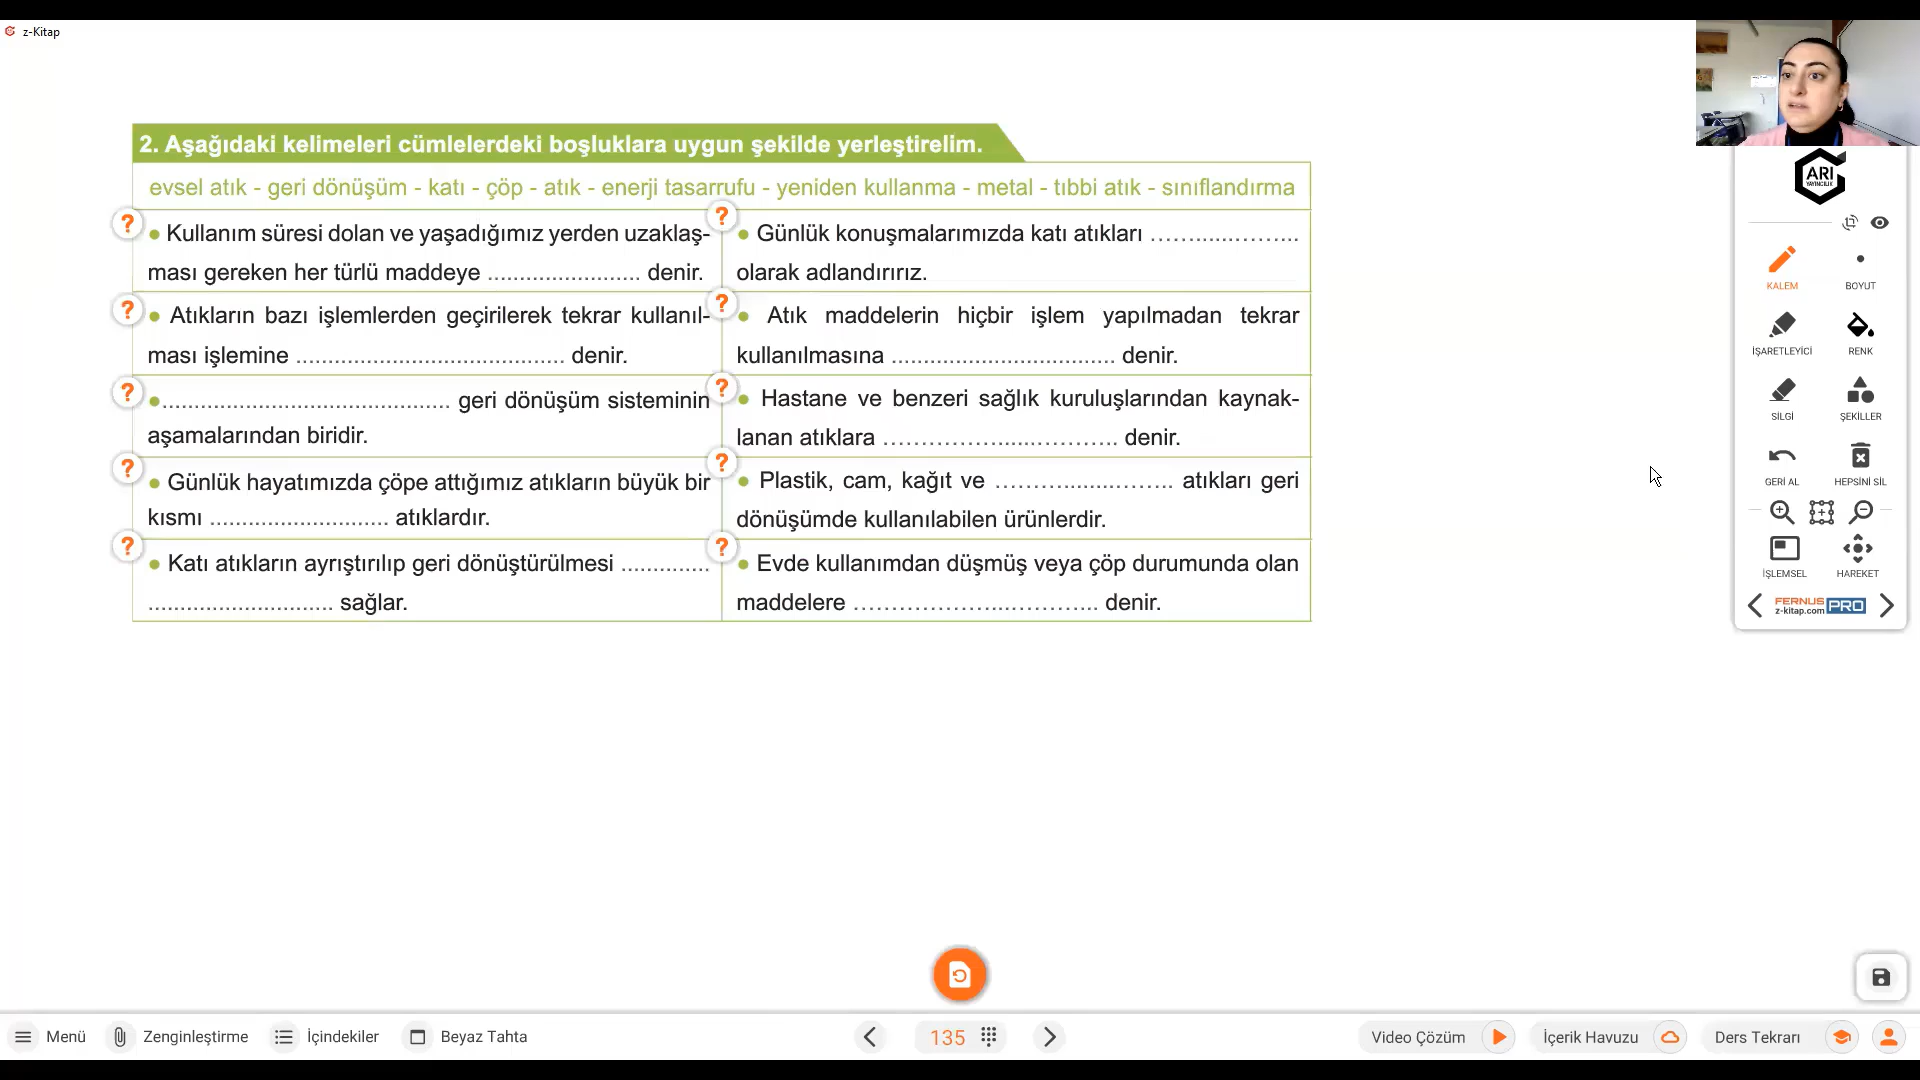 z-Kitap
2. Aşağıdaki kelimeleri cümlelerdeki boşluklara uygun şekilde yerleştirelim.
evsel atık - geri dönüşüm - katı - çöp - atık - enerji tasarrufu - yeniden kullanma - metal - tıbbi atık - sınıflandırma
? • Kullanım süresi dolan ve yaşadığımız yerden uzaklaş-
ması gereken her türlü maddeye ........................ denir.
? • Günlük konuşmalarımızda katı atıkları ........................
olarak adlandırırız.
? • Atıkların bazı işlemlerden geçirilerek tekrar kullanıl-
ması işlemine .......................................... denir.
? • Atık maddelerin hiçbir işlem yapılmadan tekrar
kullanılmasına ................................... denir.
? •............................................. geri dönüşüm sisteminin
aşamalarından biridir.
? • Hastane ve benzeri sağlık kuruluşlarından kaynak-
lanan atıklara ..................................... denir.
? • Günlük hayatımızda çöpe attığımız atıkların büyük bir
kısmı ............................ atıklardır.
? • Plastik, cam, kağıt ve ............................ atıkları geri
dönüşümde kullanılabilen ürünlerdir.
? • Katı atıkların ayrıştırılıp geri dönüştürülmesi ..............
............................. sağlar.
? • Evde kullanımdan düşmüş veya çöp durumunda olan
maddelere ....................................... denir.
ARI
YAYINCILIK
KALEM BOYUT
İŞARETLEYİCİ RENK
SİLGİ ŞEKİLLER
GERİ AL HEPSİNİ SİL
İŞLEMSEL HAREKET
FERNUS
z-kitap.com PRO
Menü Zenginleştirme İçindekiler Beyaz Tahta 135 Video Çözüm İçerik Havuzu Ders Tekrarı